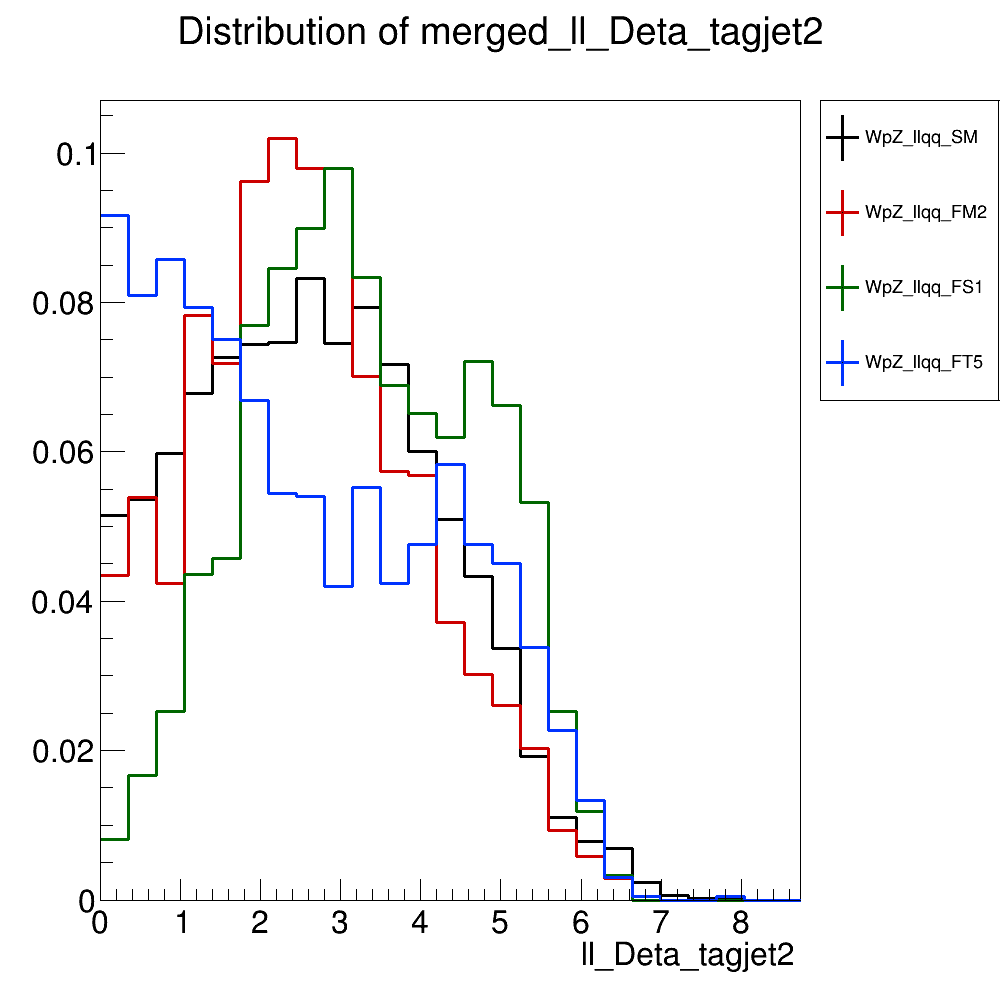 Distribution of merged_ll_Deta_tagjet2
WpZ_llqq_SM
WpZ_llqq_FM2
WpZ_llqq_FS1
WpZ_llqq_FT5
0.1
0.08
0.06
0.04
0.02
0
0 1 2 3 4 5 6 7 8
ll_Deta_tagjet2